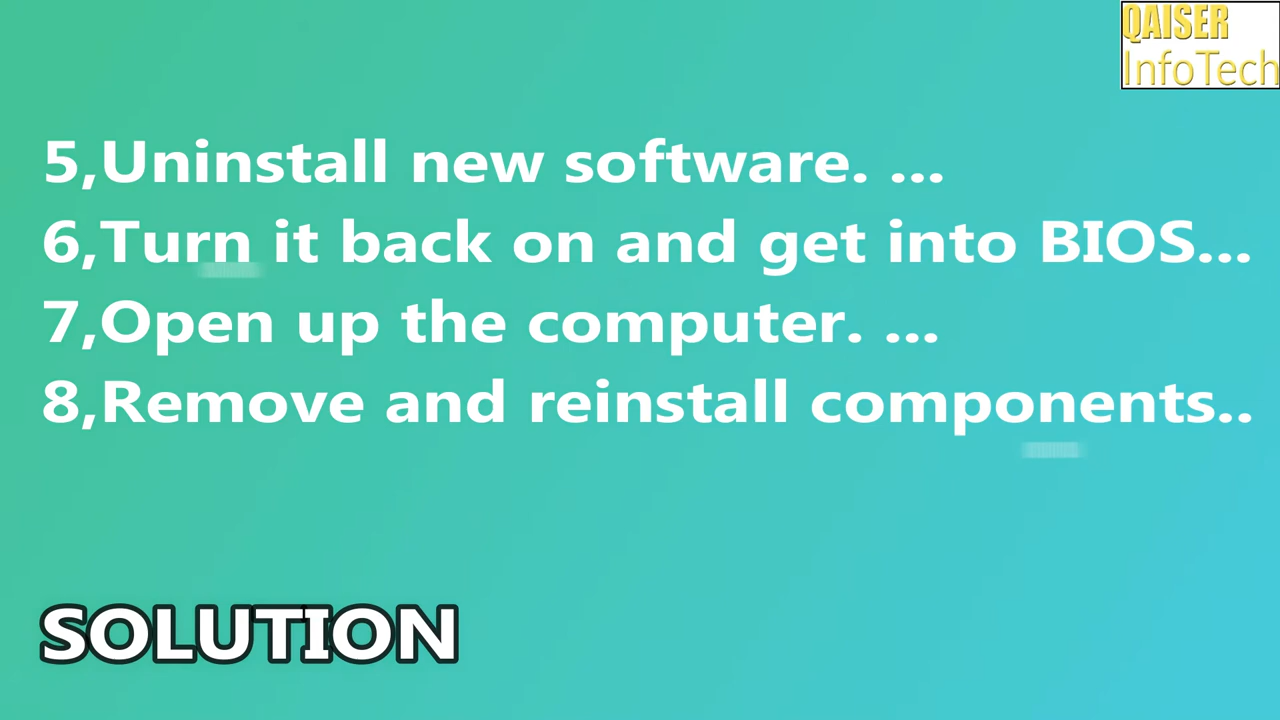 QAISER
InfoTech
5,Uninstall new software. ...
6,Turn it back on and get into BIOS...
7,Open up the computer. ...
8,Remove and reinstall components..
SOLUTION